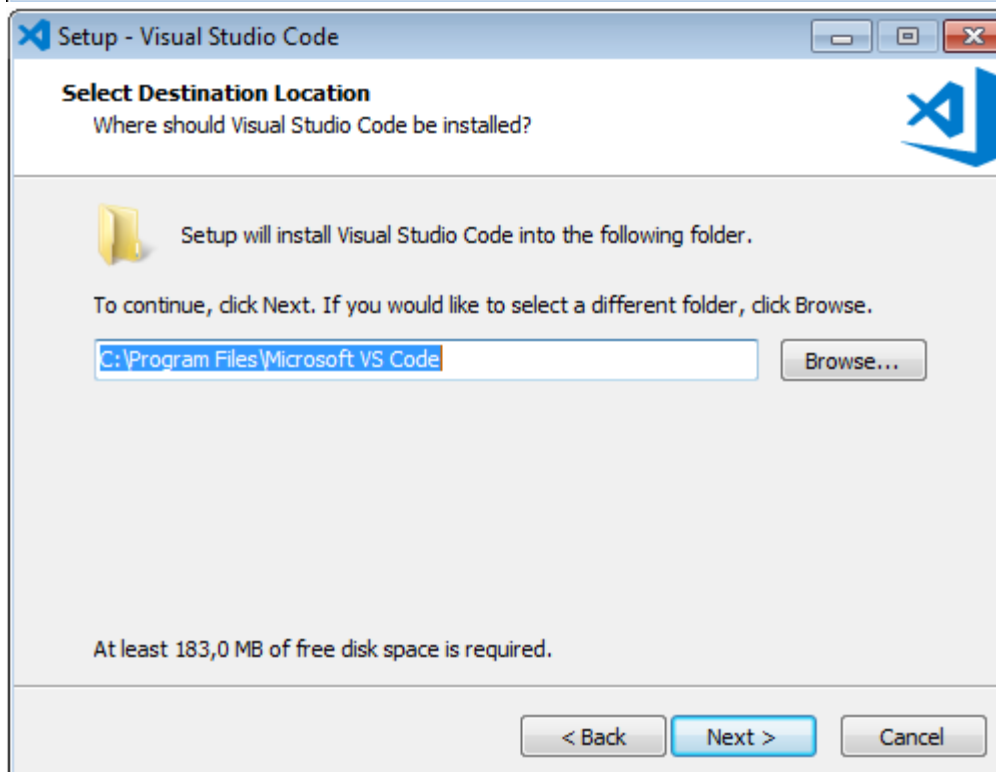 Setup - Visual Studio Code
Select Destination Location
Where should Visual Studio Code be installed?
Setup will install Visual Studio Code into the following folder.
To continue, click Next. If you would like to select a different folder, click Browse.
C:\Program Files\Microsoft VS Code
Browse...
At least 183,0 MB of free disk space is required.
< Back
Next >
Cancel